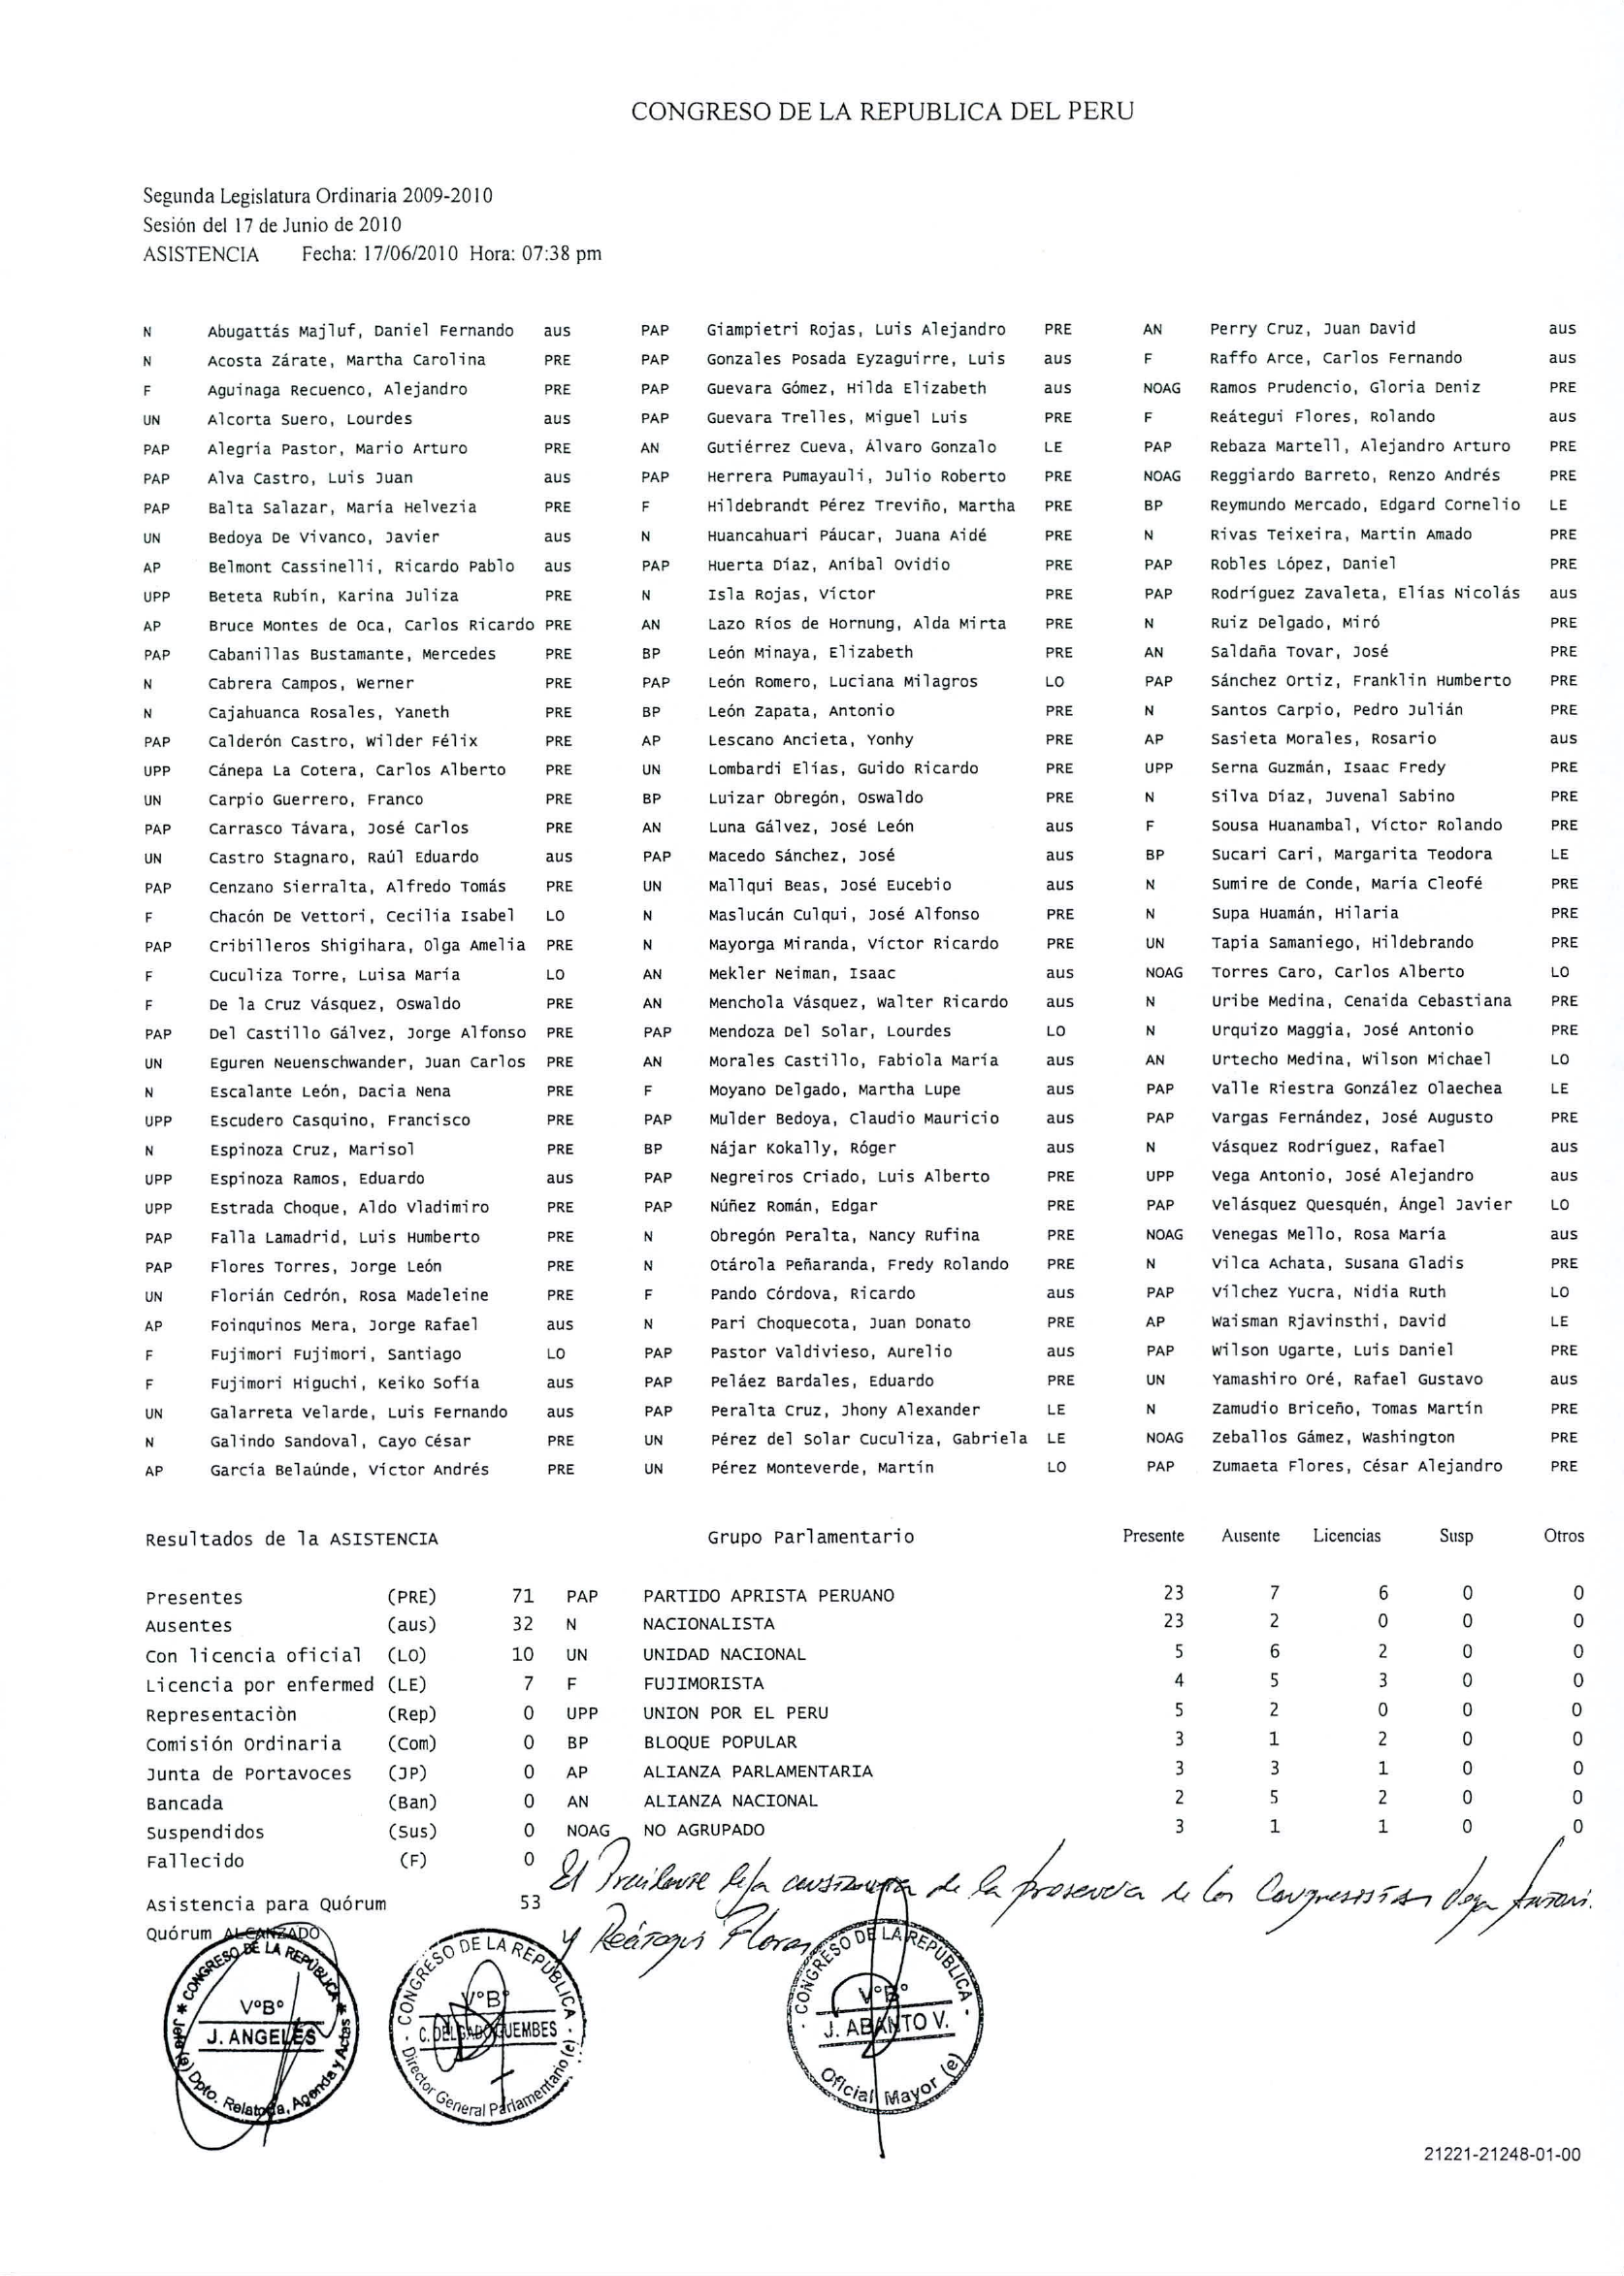 CONGRESO DE LA REPUBLICA DEL PERU
Segunda Legislatura Ordinaria 2009-2010
Sesión del 17 de Junio de 2010
ASISTENCIA Fecha: 17/06/2010 Hora: 07:38 pm
N Abugattás Majluf, Daniel Fernando aus PAP Giampietri Rojas, Luis Alejandro PRE AN Perry Cruz, Juan David aus
N Acosta Zárate, Martha Carolina PRE PAP Gonzales Posada Eyzaguirre, Luis aus F Raffo Arce, Carlos Fernando aus
F Aguinaga Recuenco, Alejandro PRE PAP Guevara Gómez, Hilda Elizabeth aus NOAG Ramos Prudencio, Gloria Deniz PRE
UN Alcorta Suero, Lourdes aus PAP Guevara Trelles, Miguel Luis PRE F Reátegui Flores, Rolando aus
PAP Alegría Pastor, Mario Arturo PRE AN Gutiérrez Cueva, Álvaro Gonzalo LE PAP Rebaza Martell, Alejandro Arturo PRE
PAP Alva Castro, Luis Juan aus PAP Herrera Pumayauli, Julio Roberto PRE NOAG Reggiardo Barreto, Renzo Andrés PRE
PAP Balta Salazar, María Helvezia PRE F Hildebrandt Pérez Treviño, Martha PRE BP Reymundo Mercado, Edgard Cornelio LE
UN Bedoya De Vivanco, Javier aus N Huancahuari Páucar, Juana Aidé PRE N Rivas Teixeira, Martin Amado PRE
AP Belmont Cassinelli, Ricardo Pablo aus PAP Huerta Díaz, Aníbal Ovidio PRE PAP Robles López, Daniel PRE
UPP Beteta Rubín, Karina Juliza PRE N Isla Rojas, Víctor PRE PAP Rodríguez Zavaleta, Elías Nicolás aus
AP Bruce Montes de Oca, Carlos Ricardo PRE AN Lazo Ríos de Hornung, Alda Mirta PRE N Ruiz Delgado, Miró PRE
PAP Cabanillas Bustamante, Mercedes PRE BP León Minaya, Elizabeth PRE AN Saldaña Tovar, José PRE
N Cabrera Campos, Werner PRE PAP León Romero, Luciana Milagros LO PAP Sánchez Ortiz, Franklin Humberto PRE
N Cajahuanca Rosales, Yaneth PRE BP León Zapata, Antonio PRE N Santos Carpio, Pedro Julián PRE
PAP Calderón Castro, Wilder Félix PRE AP Lescano Ancieta, Yonhy PRE AP Sasieta Morales, Rosario aus
UPP Cánepa La Cotera, Carlos Alberto PRE UN Lombardi Elías, Guido Ricardo PRE UPP Serna Guzmán, Isaac Fredy PRE
UN Carpio Guerrero, Franco PRE BP Luizar Obregón, Oswaldo PRE N Silva Díaz, Juvenal Sabino PRE
PAP Carrasco Távara, José Carlos PRE AN Luna Gálvez, José León aus F Sousa Huanambal, Víctor Rolando PRE
UN Castro Stagnaro, Raúl Eduardo aus PAP Macedo Sánchez, José aus BP Sucari Cari, Margarita Teodora LE
PAP Cenzano Sierralta, Alfredo Tomás PRE UN Mallqui Beas, José Eucebio aus N Sumire de Conde, María Cleofé PRE
F Chacón De Vettori, Cecilia Isabel LO N Maslucán Culqui, José Alfonso PRE N Supa Huamán, Hilaria PRE
PAP Cribilleros Shigihara, Olga Amelia PRE N Mayorga Miranda, Víctor Ricardo PRE UN Tapia Samaniego, Hildebrando PRE
F Cuculiza Torre, Luisa María LO AN Mekler Neiman, Isaac aus NOAG Torres Caro, Carlos Alberto LO
F De la Cruz Vásquez, Oswaldo PRE AN Menchola Vásquez, Walter Ricardo aus N Uribe Medina, Cenaida Cebastiana PRE
PAP Del Castillo Gálvez, Jorge Alfonso PRE PAP Mendoza Del Solar, Lourdes LO N Urquizo Maggia, José Antonio PRE
UN Eguren Neuenschwander, Juan Carlos PRE AN Morales Castillo, Fabiola María aus AN Urtecho Medina, Wilson Michael LO
N Escalante León, Dacia Nena PRE F Moyano Delgado, Martha Lupe aus PAP Valle Riestra González Olaechea LE
UPP Escudero Casquino, Francisco PRE PAP Mulder Bedoya, Claudio Mauricio aus PAP Vargas Fernández, José Augusto PRE
N Espinoza Cruz, Marisol PRE BP Nájar Kokally, Róger aus N Vásquez Rodríguez, Rafael aus
UPP Espinoza Ramos, Eduardo aus PAP Negreiros Criado, Luis Alberto PRE UPP Vega Antonio, José Alejandro aus
UPP Estrada Choque, Aldo Vladimiro PRE PAP Núñez Román, Edgar PRE PAP Velásquez Quesquén, Ángel Javier LO
PAP Falla Lamadrid, Luis Humberto PRE N Obregón Peralta, Nancy Rufina PRE NOAG Venegas Mello, Rosa María aus
PAP Flores Torres, Jorge León PRE N Otárola Peñaranda, Fredy Rolando PRE N Vilca Achata, Susana Gladis PRE
UN Florián Cedrón, Rosa Madeleine PRE F Pando Córdova, Ricardo aus PAP Vílchez Yucra, Nidia Ruth LO
AP Foinquinos Mera, Jorge Rafael aus N Pari Choquecota, Juan Donato PRE AP Waisman Rjavinsthi, David LE
F Fujimori Fujimori, Santiago LO PAP Pastor Valdivieso, Aurelio aus PAP Wilson Ugarte, Luis Daniel PRE
F Fujimori Higuchi, Keiko Sofía aus PAP Peláez Bardales, Eduardo PRE UN Yamashiro Oré, Rafael Gustavo aus
UN Galarreta Velarde, Luis Fernando aus PAP Peralta Cruz, Jhony Alexander LE N Zamudio Briceño, Tomas Martín PRE
N Galindo Sandoval, Cayo César PRE UN Pérez del Solar Cuculiza, Gabriela LE NOAG Zeballos Gámez, Washington PRE
AP García Belaúnde, Víctor Andrés PRE UN Pérez Monteverde, Martín LO PAP Zumaeta Flores, César Alejandro PRE
Resultados de la ASISTENCIA Grupo Parlamentario Presente Ausente Licencias Susp Otros
Presentes (PRE) 71 PAP PARTIDO APRISTA PERUANO 23 7 6 0 0
Ausentes (aus) 32 N NACIONALISTA 23 2 0 0 0
Con licencia oficial (LO) 10 UN UNIDAD NACIONAL 5 6 2 0 0
Licencia por enfermed (LE) 7 F FUJIMORISTA 4 5 3 0 0
Representaciòn (Rep) 0 UPP UNION POR EL PERU 5 2 0 0 0
Comisión Ordinaria (Com) 0 BP BLOQUE POPULAR 3 1 2 0 0
Junta de Portavoces (JP) 0 AP ALIANZA PARLAMENTARIA 3 3 1 0 0
Bancada (Ban) 0 AN ALIANZA NACIONAL 2 5 2 0 0
Suspendidos (Sus) 0 NOAG NO AGRUPADO 3 1 1 0 0
Fallecido (F) 0
El Presidente deja constancia de la presencia de los Congresistas Vega Antonio
Asistencia para Quórum 53
y Reátegui Flores
Quórum ALCANZADO
* CONGRESO DE LA REPÚBLICA * V°B° J. ANGELES Jefe (e) Dpto. Relatoría, Agenda y Actas
- CONGRESO DE LA REPÚBLICA - V°B° C. DELGADO GUEMBES Director General Parlamentario (e)
- CONGRESO DE LA REPÚBLICA - V°B° J. ABANTO V. Oficial Mayor (e)
21221-21248-01-00